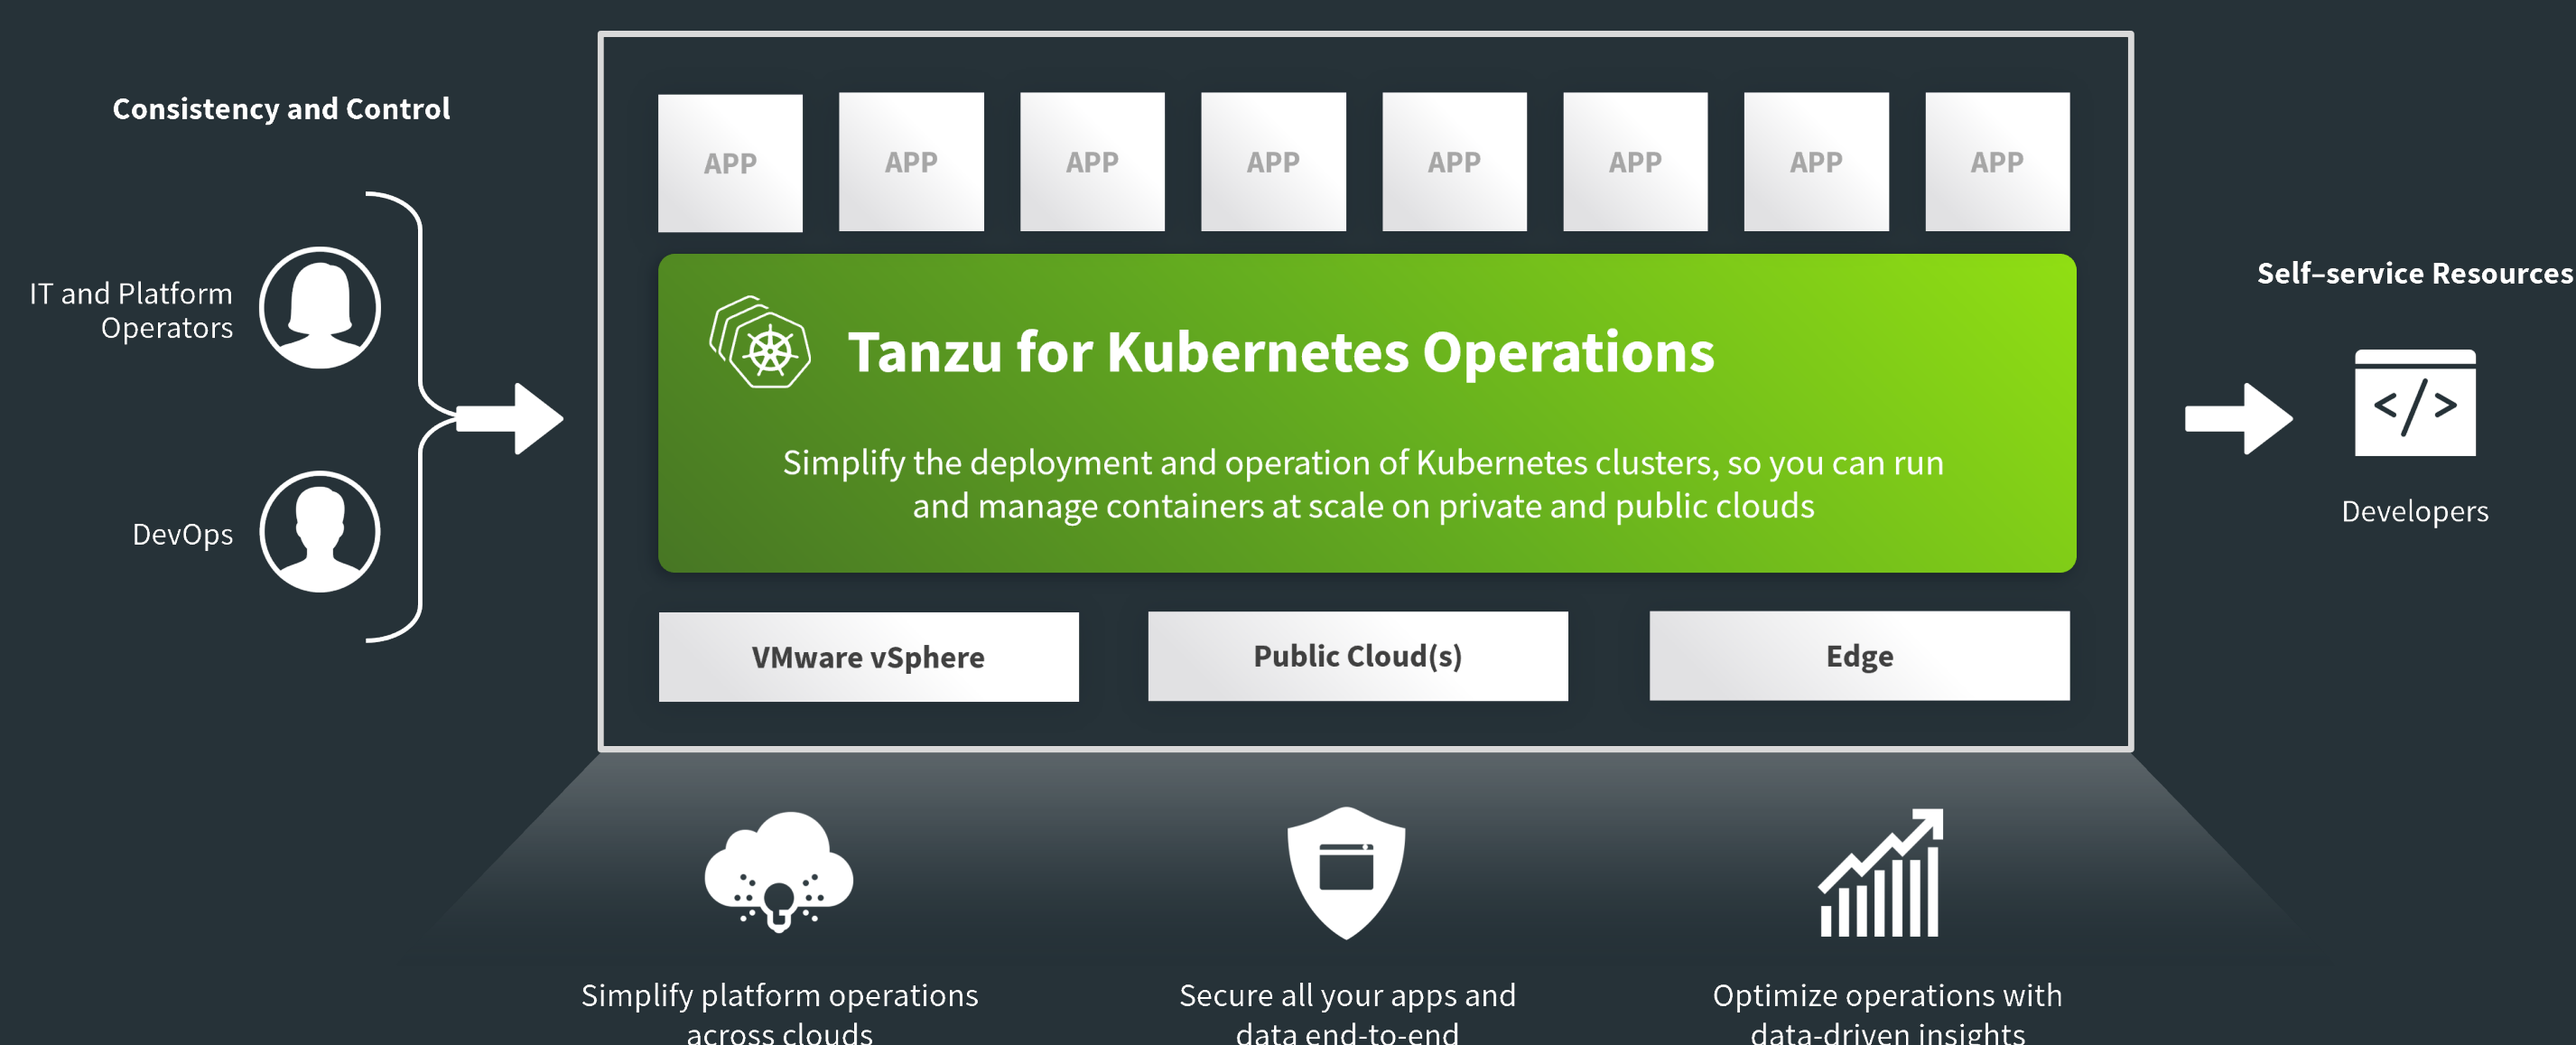 Consistency and Control
IT and Platform
Operators
DevOps
APP
APP
APP
APP
APP
APP
APP
APP
Tanzu for Kubernetes Operations
Simplify the deployment and operation of Kubernetes clusters, so you can run
and manage containers at scale on private and public clouds
VMware vSphere
Public Cloud(s)
Edge
Self–service Resources
</>
Developers
Simplify platform operations
across clouds
Secure all your apps and
data end-to-end
Optimize operations with
data-driven insights